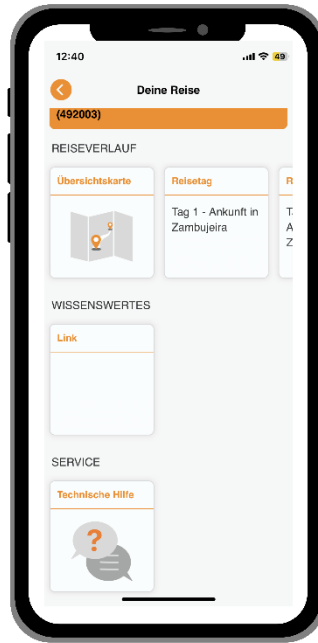 12:40
49
Deine Reise
(492003)
REISEVERLAUF
Übersichtskarte
Reisetag
R
Tag 1 - Ankunft in
Zambujeira
T
A
Z
WISSENSWERTES
Link
SERVICE
Technische Hilfe
?